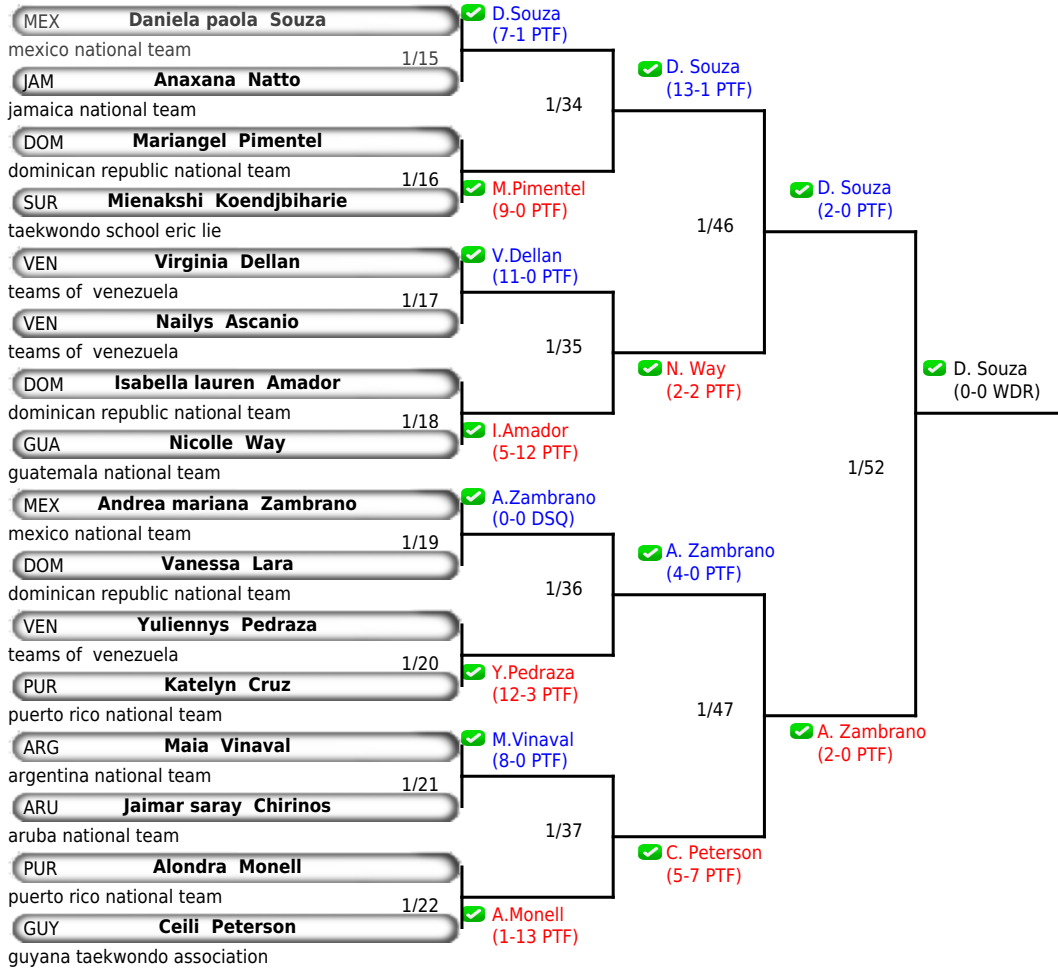 MEX Daniela paola Souza
mexico national team
1/15
JAM Anaxana Natto
jamaica national team
DOM Mariangel Pimentel
dominican republic national team
1/16
SUR Mienakshi Koendjbiharie
taekwondo school eric lie
VEN Virginia Dellan
teams of venezuela
1/17
VEN Nailys Ascanio
teams of venezuela
DOM Isabella lauren Amador
dominican republic national team
1/18
GUA Nicolle Way
guatemala national team
MEX Andrea mariana Zambrano
mexico national team
1/19
DOM Vanessa Lara
dominican republic national team
VEN Yuliennys Pedraza
teams of venezuela
1/20
PUR Katelyn Cruz
puerto rico national team
ARG Maia Vinaval
argentina national team
1/21
ARU Jaimar saray Chirinos
aruba national team
PUR Alondra Monell
puerto rico national team
1/22
GUY Ceili Peterson
guyana taekwondo association
D.Souza
(7-1 PTF)
1/34
M.Pimentel
(9-0 PTF)
V.Dellan
(11-0 PTF)
1/35
I.Amador
(5-12 PTF)
A.Zambrano
(0-0 DSQ)
1/36
Y.Pedraza
(12-3 PTF)
M.Vinaval
(8-0 PTF)
1/37
A.Monell
(1-13 PTF)
D. Souza
(13-1 PTF)
1/46
N. Way
(2-2 PTF)
A. Zambrano
(4-0 PTF)
1/47
C. Peterson
(5-7 PTF)
D. Souza
(2-0 PTF)
1/52
A. Zambrano
(2-0 PTF)
D. Souza
(0-0 WDR)